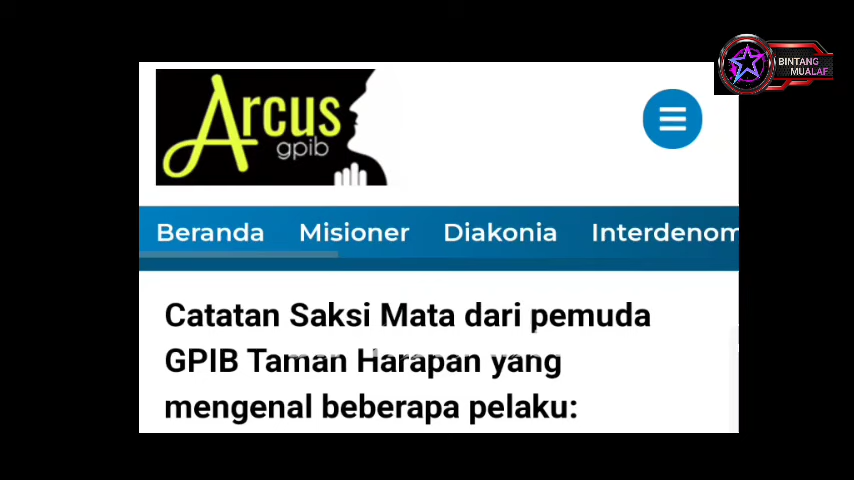 BINTANG
MUALAF
Arcus
gpib
Beranda Misioner Diakonia Interdenom
Catatan Saksi Mata dari pemuda
GPIB Taman Harapan yang
mengenal beberapa pelaku: